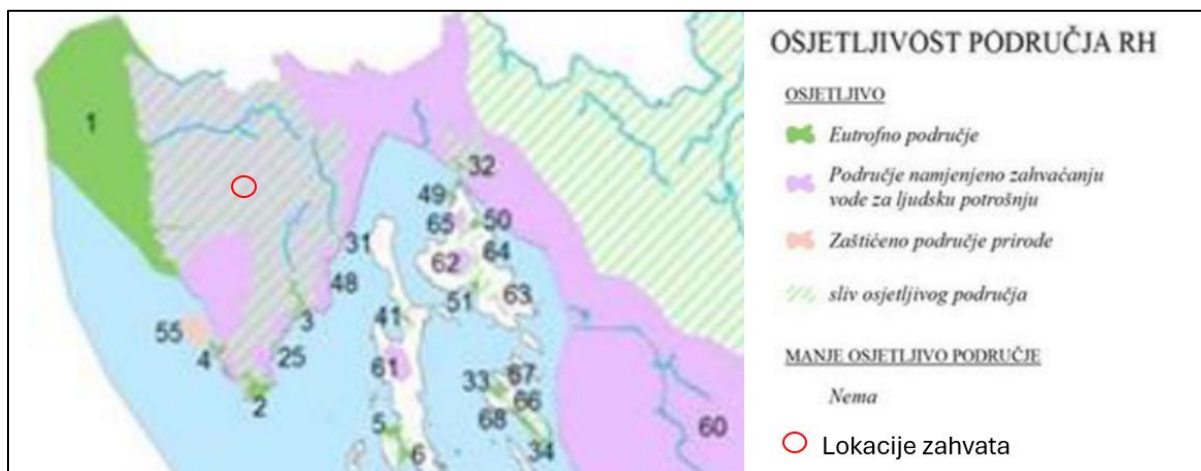 1
32
49
65
50
31
64
62
48
63
51
3
41
55
4
25
61
67
33
2
66
68
5
60
34
6
OSJETLJIVOST PODRUČJA RH
OSJETLJIVO
Eutrofno područje
Područje namjenjeno zahvaćanju
vode za ljudsku potrošnju
Zaštićeno područje prirode
sliv osjetljivog područja
MANJE OSJETLJIVO PODRUČJE
Nema
Lokacije zahvata